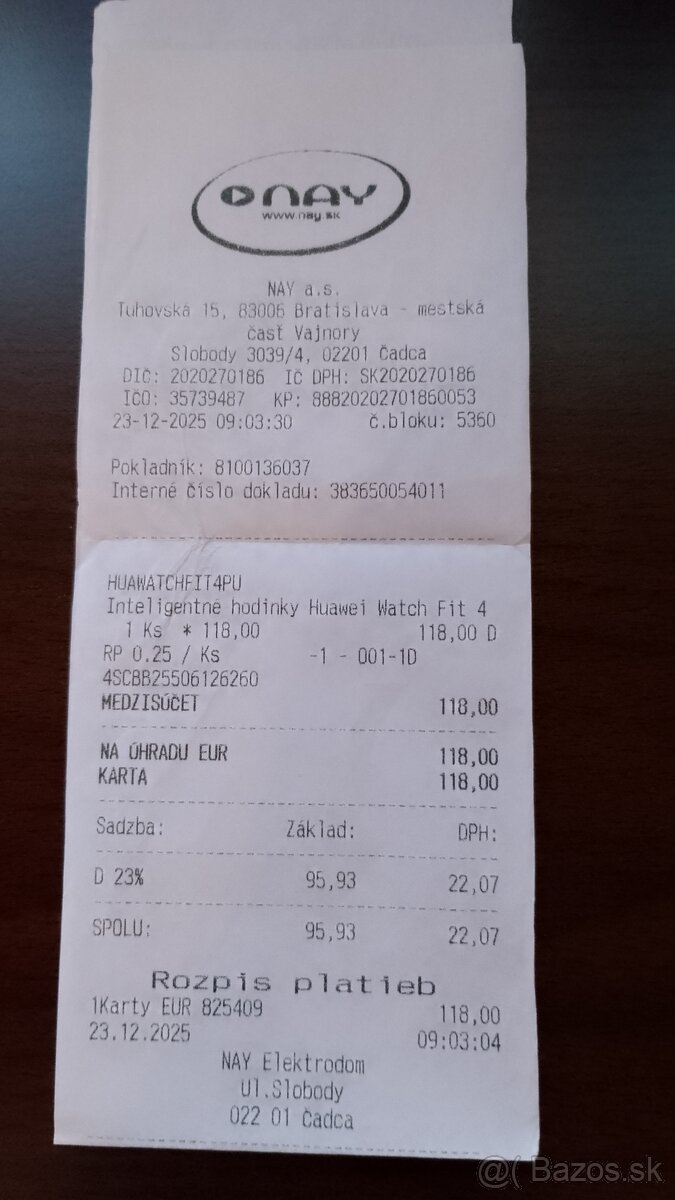 NAY
www.nay.sk
NAY a.s.
Tuhovská 15, 83006 Bratislava - mestská
časť Vajnory
Slobody 3039/4, 02201 Čadca
DIČ: 2020270186 IČ DPH: SK2020270186
IČO: 35739487 KP: 88820202701860053
23-12-2025 09:03:30 č.bloku: 5360
Pokladník: 8100136037
Interné číslo dokladu: 383650054011
HUAWATCHFIT4PU
Inteligentné hodinky Huawei Watch Fit 4
1 Ks * 118,00 118,00 D
RP 0.25 / Ks -1 - 001-1D
4SCBB25506126260
MEDZISÚČET 118,00
NA ÚHRADU EUR 118,00
KARTA 118,00
Sadzba: Základ: DPH:
D 23% 95,93 22,07
SPOLU: 95,93 22,07
Rozpis platieb
1Karty EUR 825409 118,00
23.12.2025 09:03:04
NAY Elektrodom
Ul.Slobody
022 01 Čadca
@( Bazos.sk